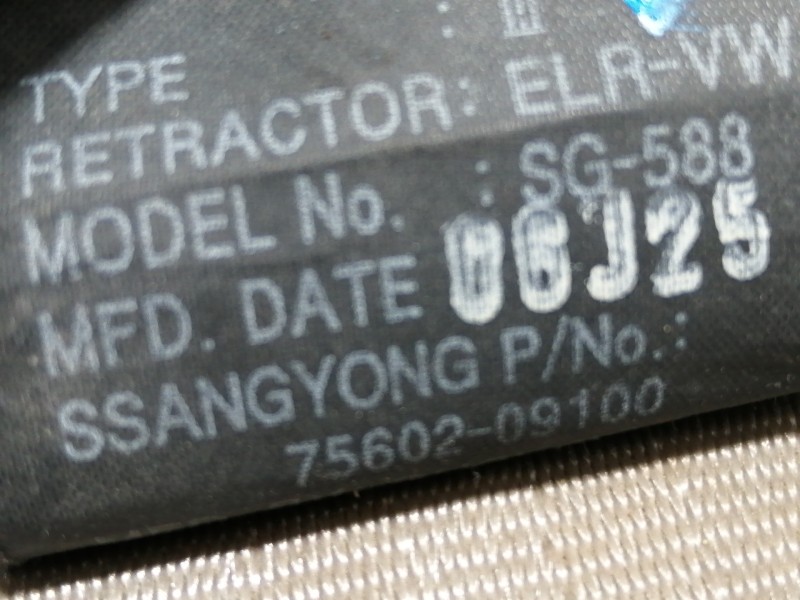 TYPE :
RETRACTOR: ELR-VW
MODEL No. : SG-588
MFD. DATE 06J25
SSANGYONG P/No.:
75602-09100